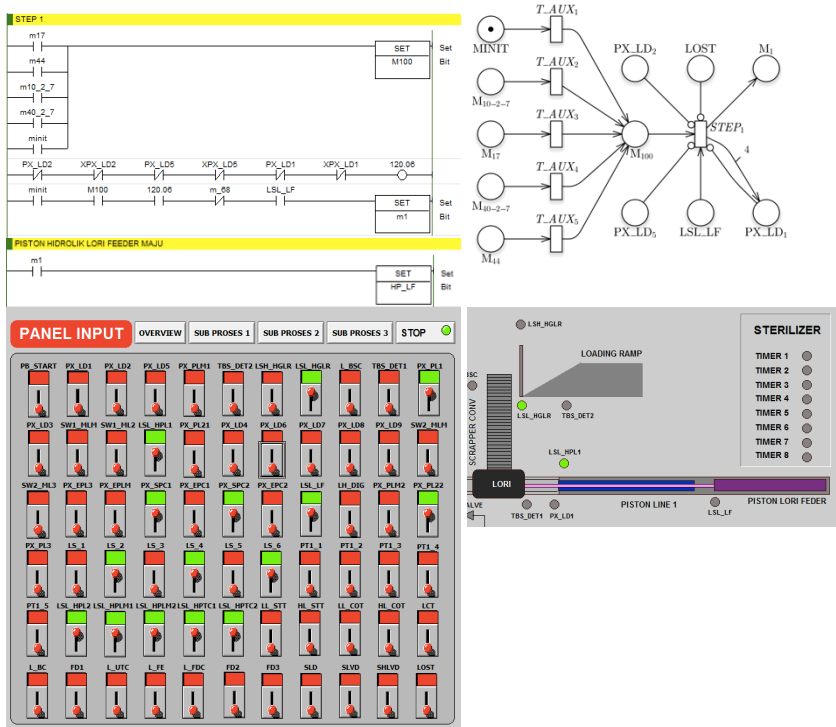 STEP 1
m17
SET
Set
m44
M100
Bit
m10_2_7
m40_2_7
minit
PX_LD2 XPX_LD2 PX_LD5 XPX_LD5 PX_LD1 XPX_LD1 120.06
minit M100 120.06 m_68 LSL_LF
SET
Set
m1
Bit
PISTON HIDROLIK LORI FEEDER MAJU
m1
SET
Set
HP_LF
Bit
T_AUX1
MINIT
PX_LD2 LOST M1
T_AUX2
M10-2-7
T_AUX3
STEP1
M17
M100
4
T_AUX4
M40-2-7
PX_LD5 LSL_LF PX_LD1
T_AUX5
M44
PANEL INPUT OVERVIEW SUB PROSES 1 SUB PROSES 2 SUB PROSES 3 STOP
PB_START PX_LD1 PX_LD2 PX_LD5 PX_PLM1 TBS_DET2 LSH_HGLR LSL_HGLR L_BSC TBS_DET1 PX_PL1
PX_LD3 SW1_MLM SW1_ML2 LSL_HPL1 PX_PL21 PX_LD4 PX_LD6 PX_LD7 PX_LD8 PX_LD9 SW2_MLM
SW2_ML3 PX_EPL3 PX_EPLM PX_SPC1 PX_EPC1 PX_SPC2 PX_EPC2 LSL_LF LH_DIG PX_PLM2 PX_PL22
PX_PL3 LS_1 LS_2 LS_3 LS_4 LS_5 LS_6 PT1_1 PT1_2 PT1_3 PT1_4
PT1_5 LSL_HPL2 LSL_HPLM1 LSL_HPLM2 LSL_HPTC1 LSL_HPTC2 LL_STT HL_STT LL_COT HL_COT LCT
L_BC FD1 L_UTC L_FE L_FDC FD2 FD3 SLD SLVD SHLVD LOST
LSH_HGLR
STERILIZER
LOADING RAMP
TIMER 1
TIMER 2
TIMER 3
TIMER 4
TIMER 5
TIMER 6
TIMER 7
TIMER 8
SC
LSL_HGLR TBS_DET2
SCRAPPER CONV
LSL_HPL1
LORI
PISTON LINE 1
PISTON LORI FEDER
ALVE
TBS_DET1 PX_LD1
LSL_LF